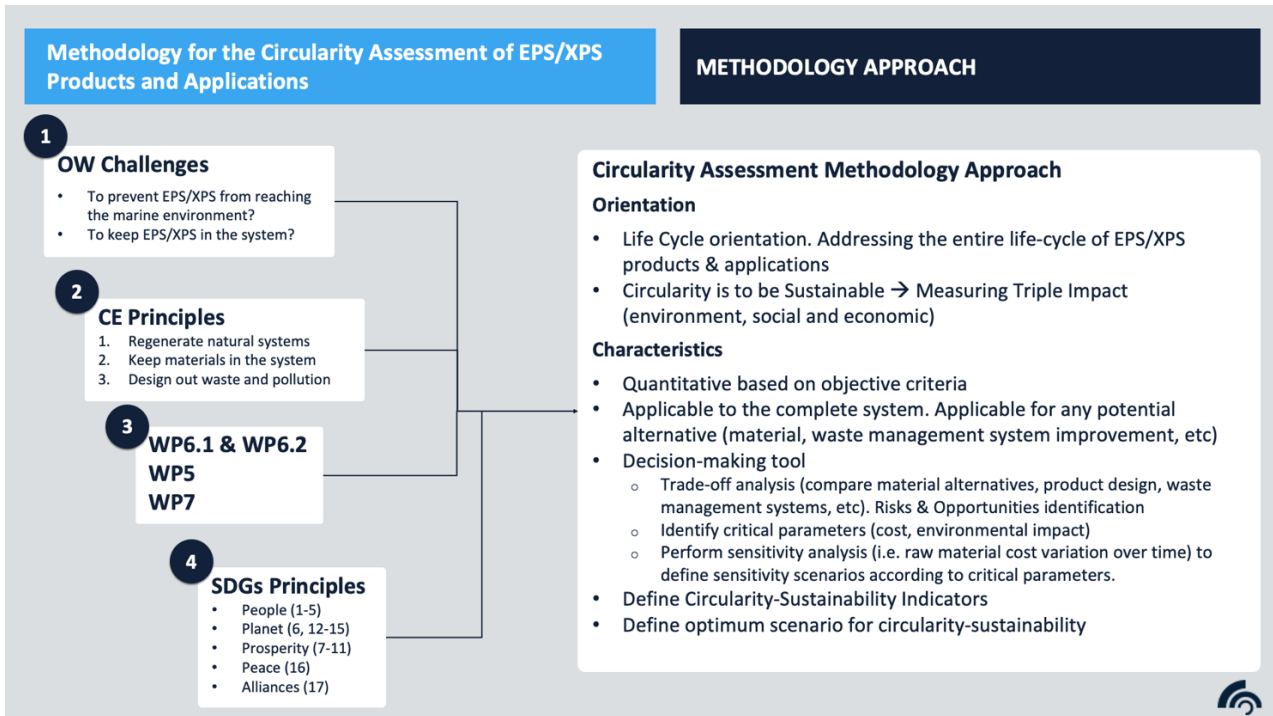 Methodology for the Circularity Assessment of EPS/XPS
Products and Applications
METHODOLOGY APPROACH
1
OW Challenges
• To prevent EPS/XPS from reaching
the marine environment?
• To keep EPS/XPS in the system?
2
CE Principles
1. Regenerate natural systems
2. Keep materials in the system
3. Design out waste and pollution
3
WP6.1 & WP6.2
WP5
WP7
4
SDGs Principles
• People (1-5)
• Planet (6, 12-15)
• Prosperity (7-11)
• Peace (16)
• Alliances (17)
Circularity Assessment Methodology Approach
Orientation
• Life Cycle orientation. Addressing the entire life-cycle of EPS/XPS
products & applications
• Circularity is to be Sustainable → Measuring Triple Impact
(environment, social and economic)
Characteristics
• Quantitative based on objective criteria
• Applicable to the complete system. Applicable for any potential
alternative (material, waste management system improvement, etc)
• Decision-making tool
o Trade-off analysis (compare material alternatives, product design, waste
management systems, etc). Risks & Opportunities identification
o Identify critical parameters (cost, environmental impact)
o Perform sensitivity analysis (i.e. raw material cost variation over time) to
define sensitivity scenarios according to critical parameters.
• Define Circularity-Sustainability Indicators
• Define optimum scenario for circularity-sustainability